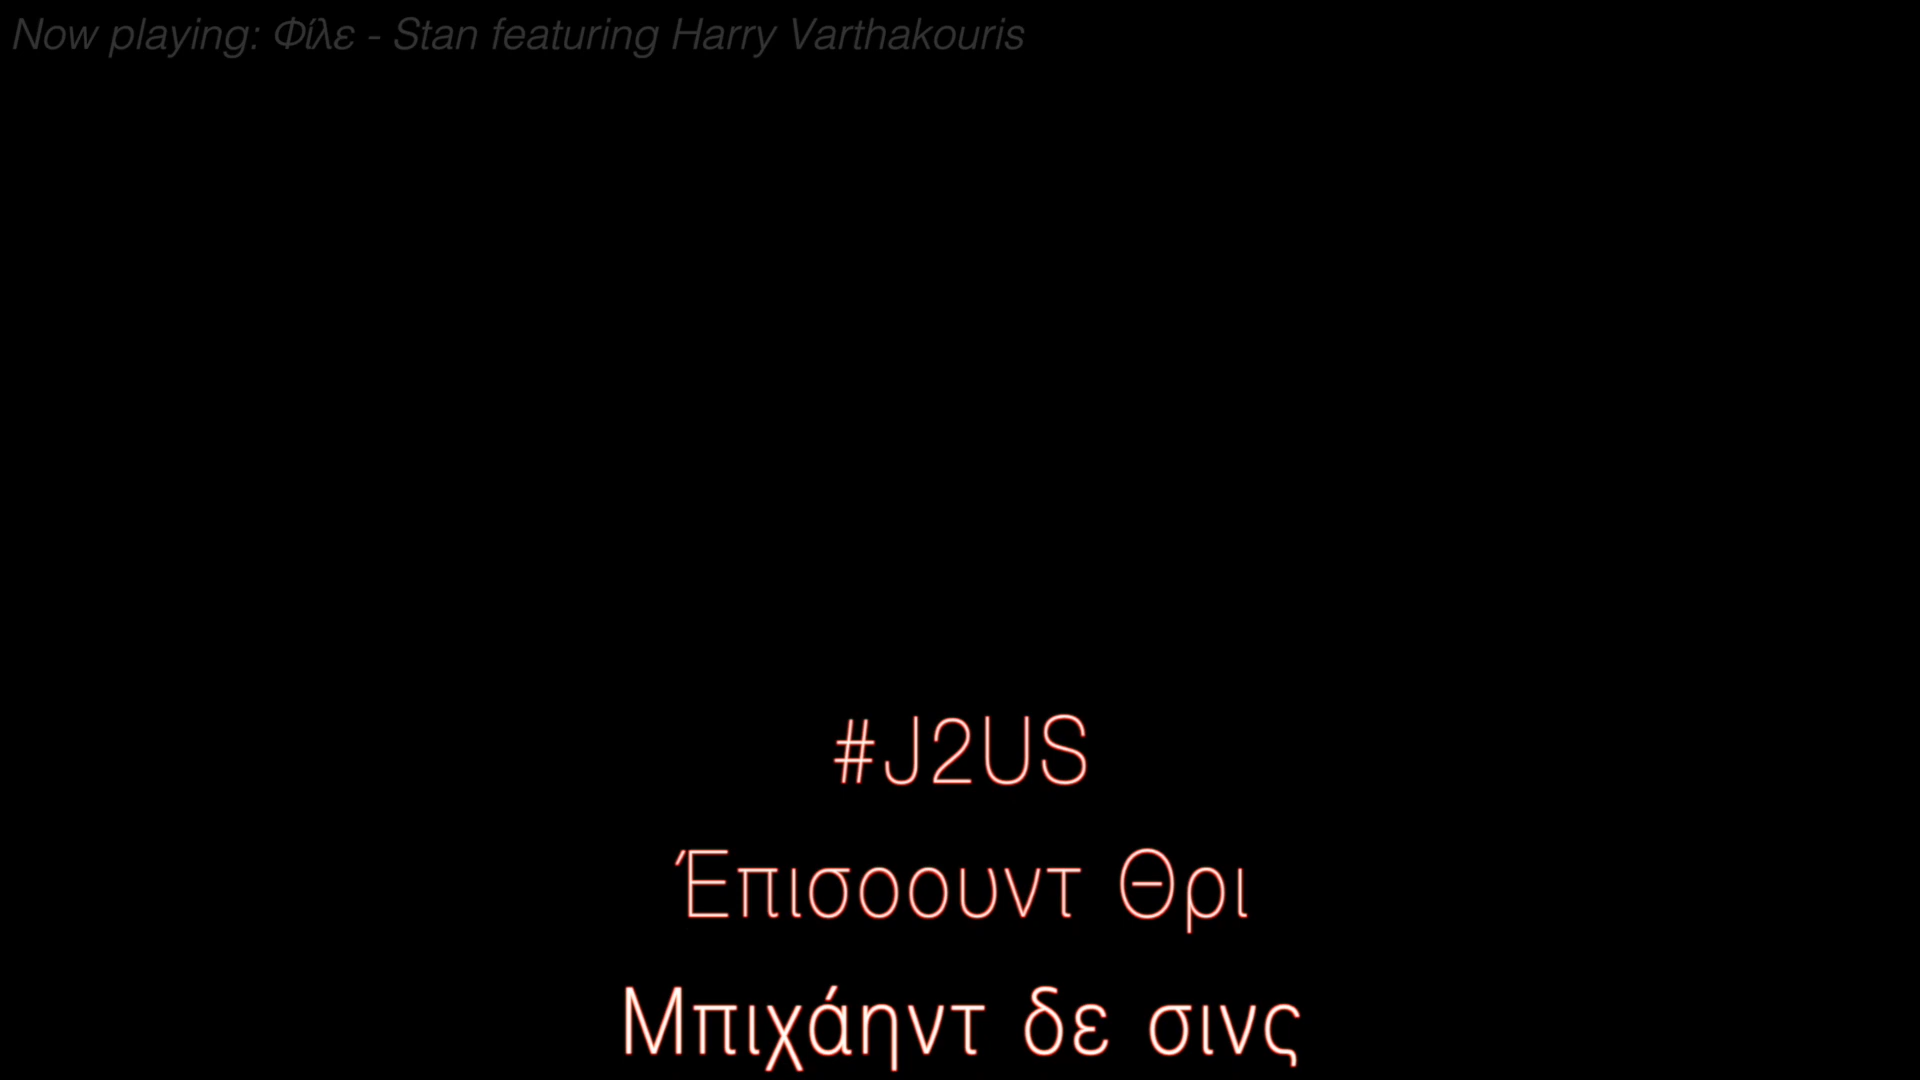 Now playing: Φίλε - Stan featuring Harry Varthakouris
#J2US
Έπισοουντ Θρι
Μπιχάηντ δε σινς